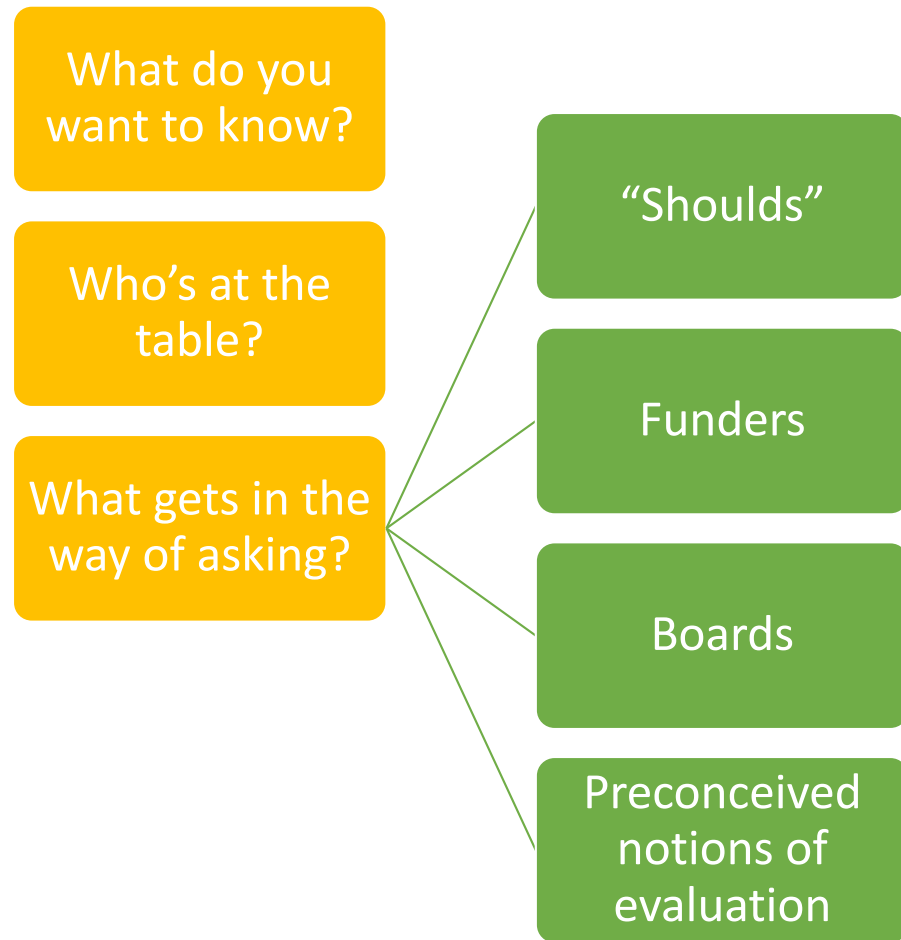 What do you
want to know?
Who’s at the
table?
What gets in the
way of asking?
“Shoulds”
Funders
Boards
Preconceived
notions of
evaluation